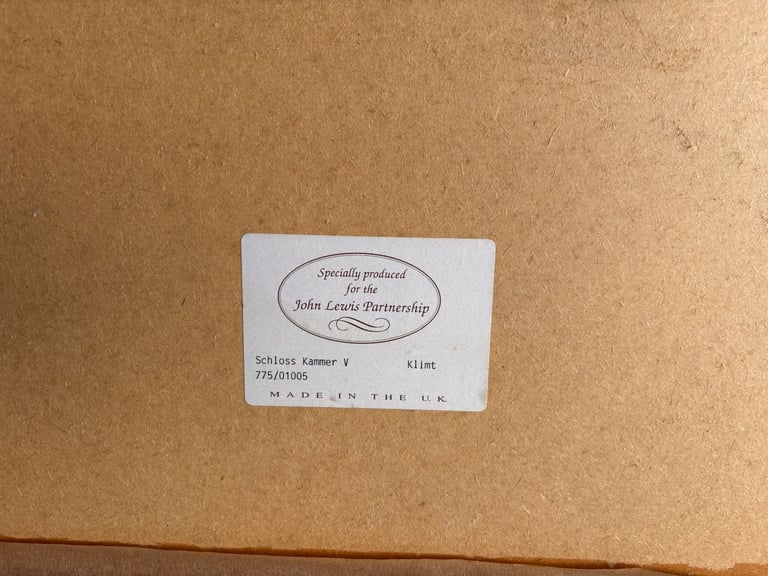 Specially produced
for the
John Lewis Partnership
Schloss Kammer V Klimt
775/01005
MADE IN THE U.K.